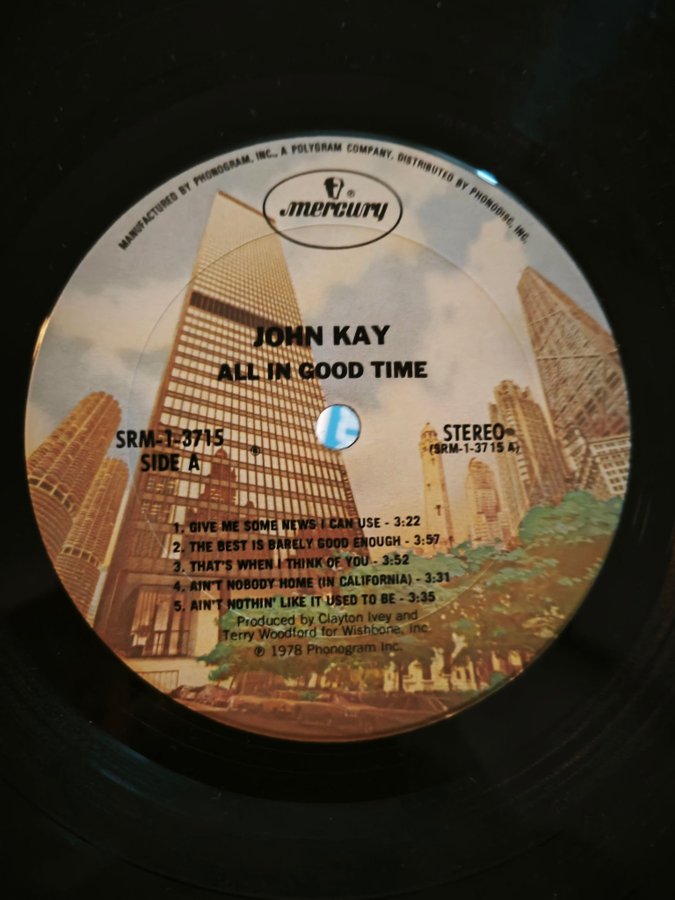 MANUFACTURED BY PHONOGRAM, INC., A POLYGRAM COMPANY, DISTRIBUTED BY PHONODISC, INC.
mercury ®
JOHN KAY
ALL IN GOOD TIME
SRM-1-3715
SIDE A
STEREO
(SRM-1-3715 A)
1. GIVE ME SOME NEWS I CAN USE - 3:22
2. THE BEST IS BARELY GOOD ENOUGH - 3:57
3. THAT'S WHEN I THINK OF YOU - 3:52
4. AIN'T NOBODY HOME (IN CALIFORNIA) - 3:31
5. AIN'T NOTHIN' LIKE IT USED TO BE - 3:35
Produced by Clayton Ivey and
Terry Woodford for Wishbone, Inc.
℗ 1978 Phonogram Inc.